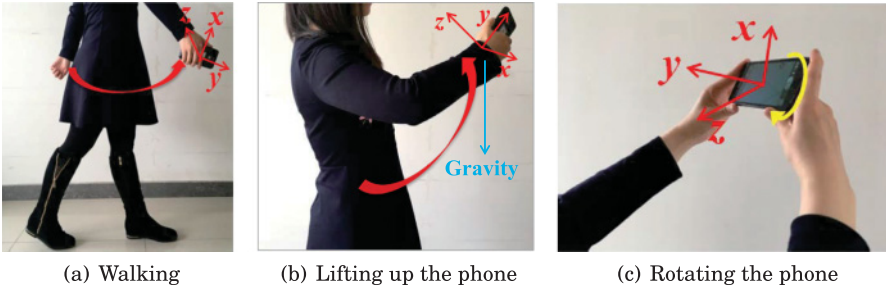 z x
y
z y
x
Gravity
x
y
z
(a) Walking
(b) Lifting up the phone
(c) Rotating the phone